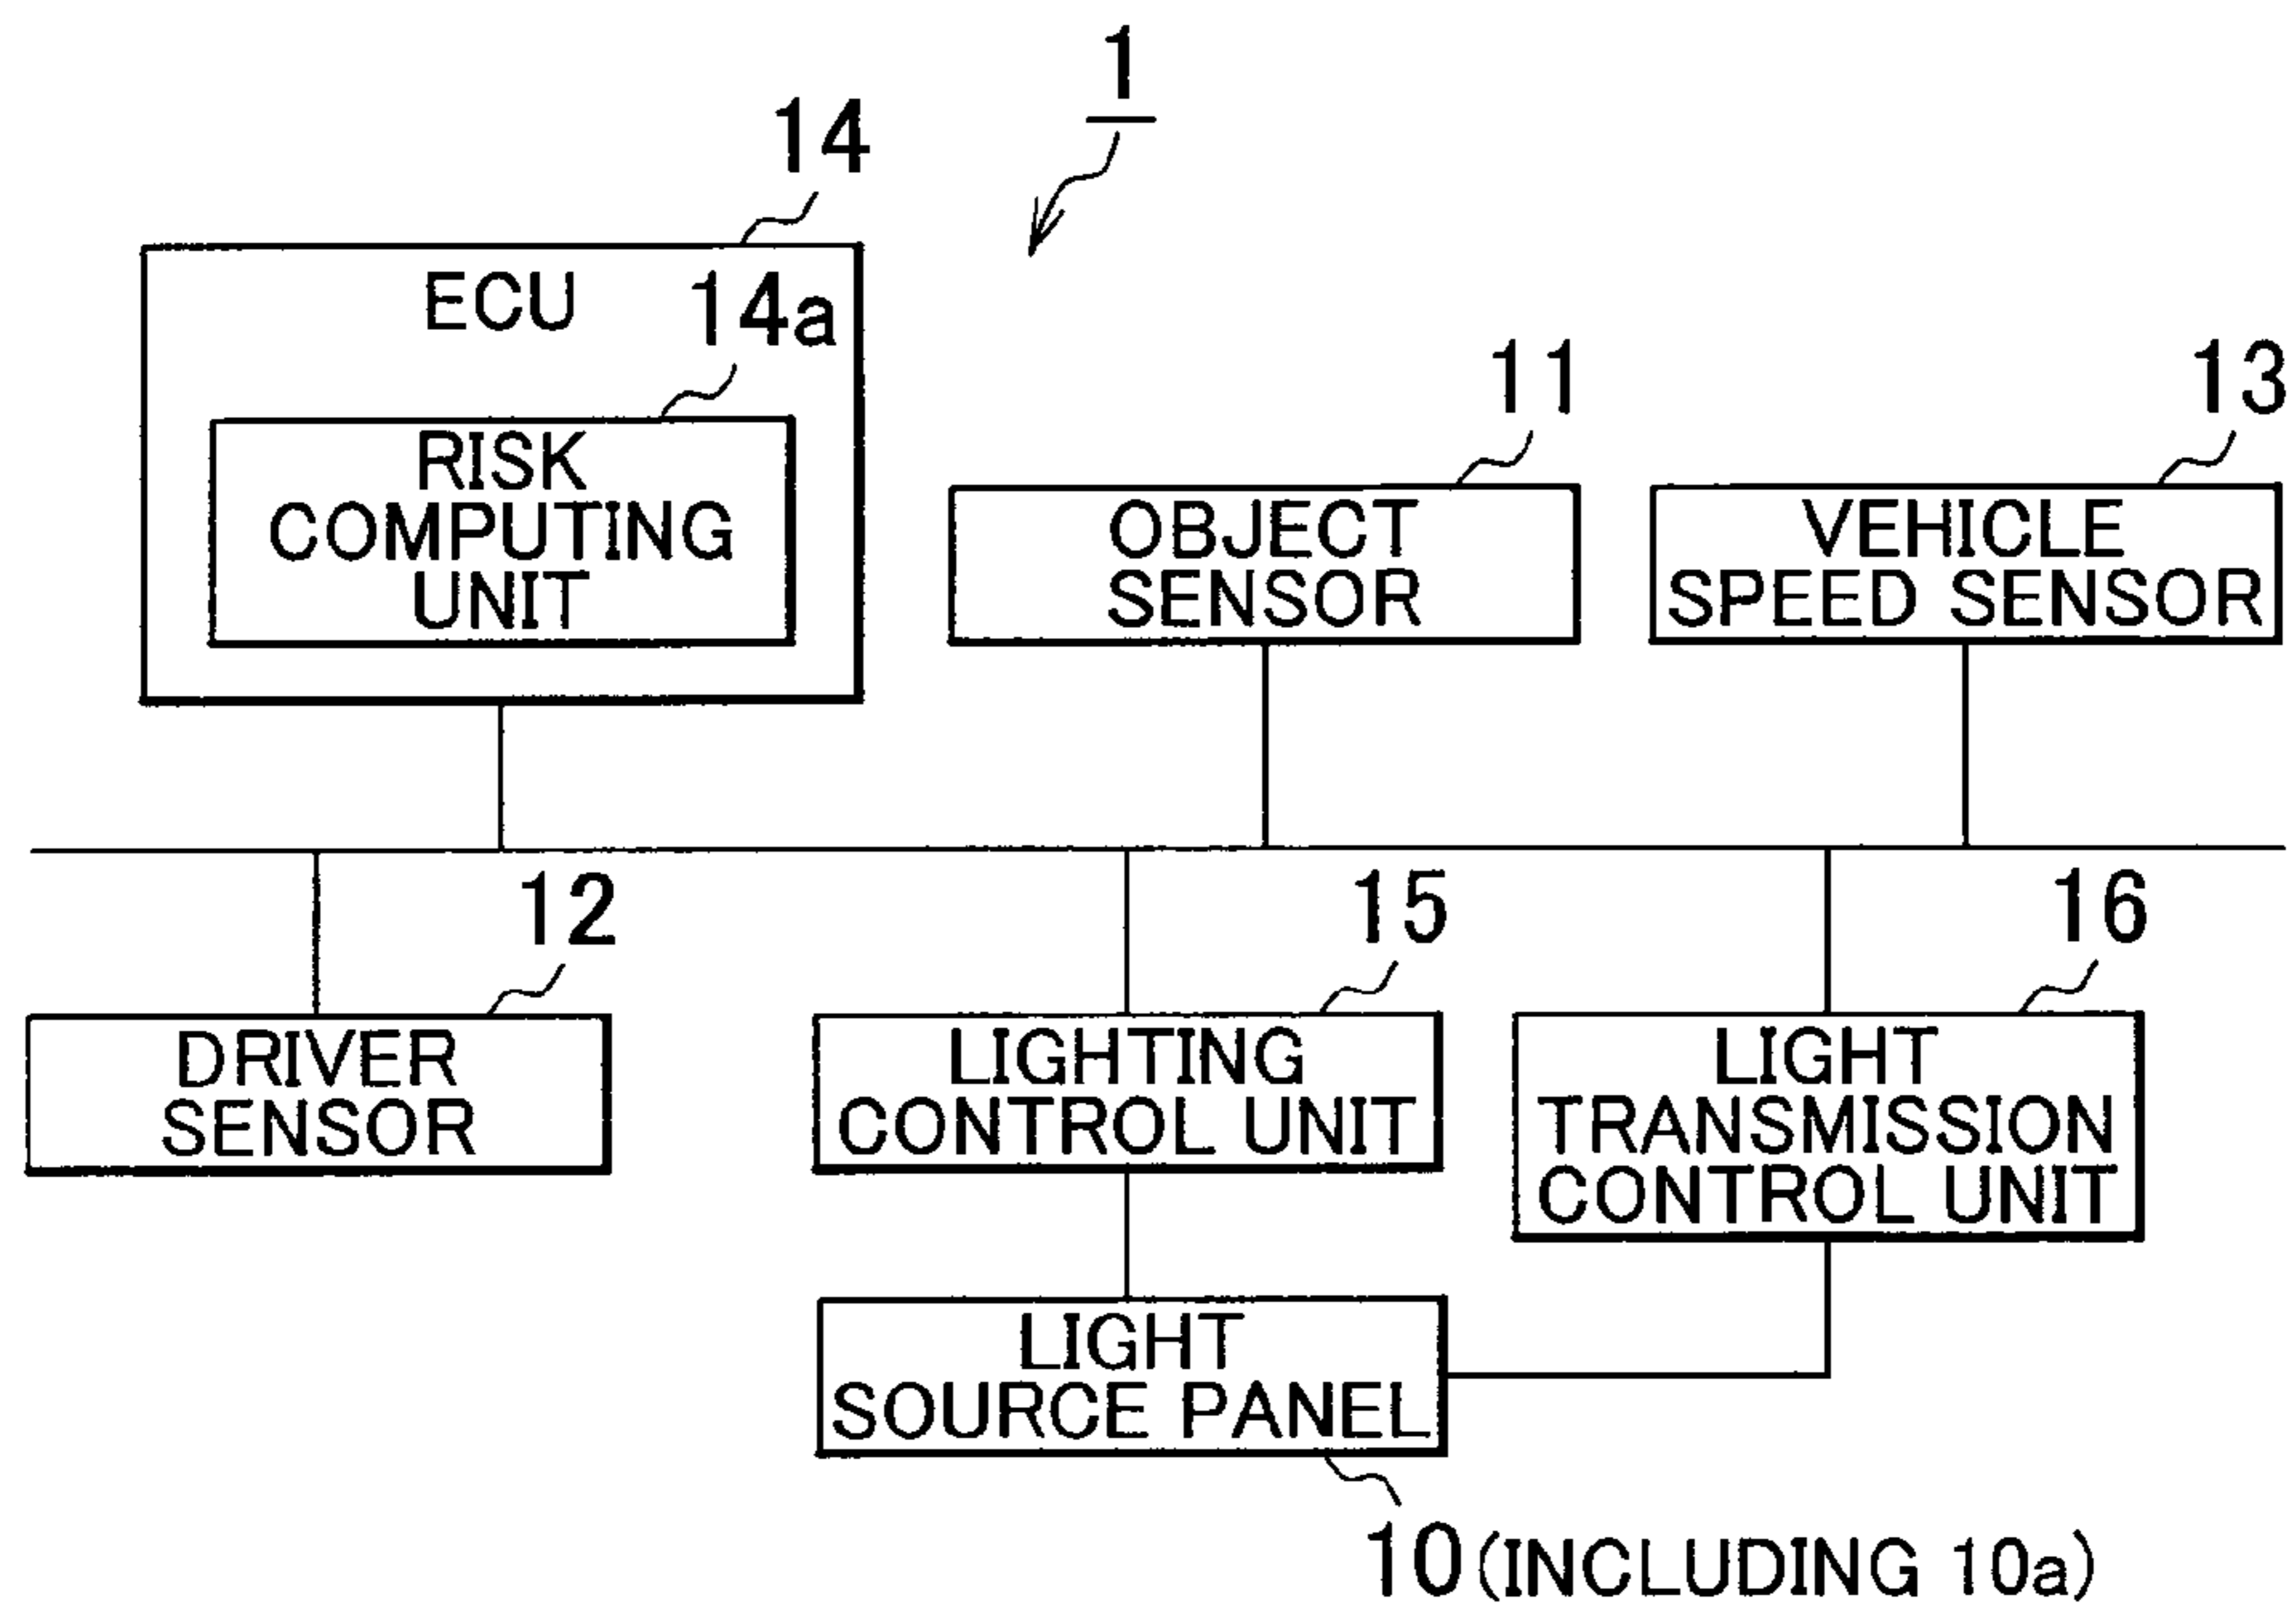 1
14
ECU
14a
RISK
COMPUTING
UNIT
11
OBJECT
SENSOR
13
VEHICLE
SPEED SENSOR
12
DRIVER
SENSOR
15
LIGHTING
CONTROL UNIT
16
LIGHT
TRANSMISSION
CONTROL UNIT
LIGHT
SOURCE PANEL
10 (INCLUDING 10a)